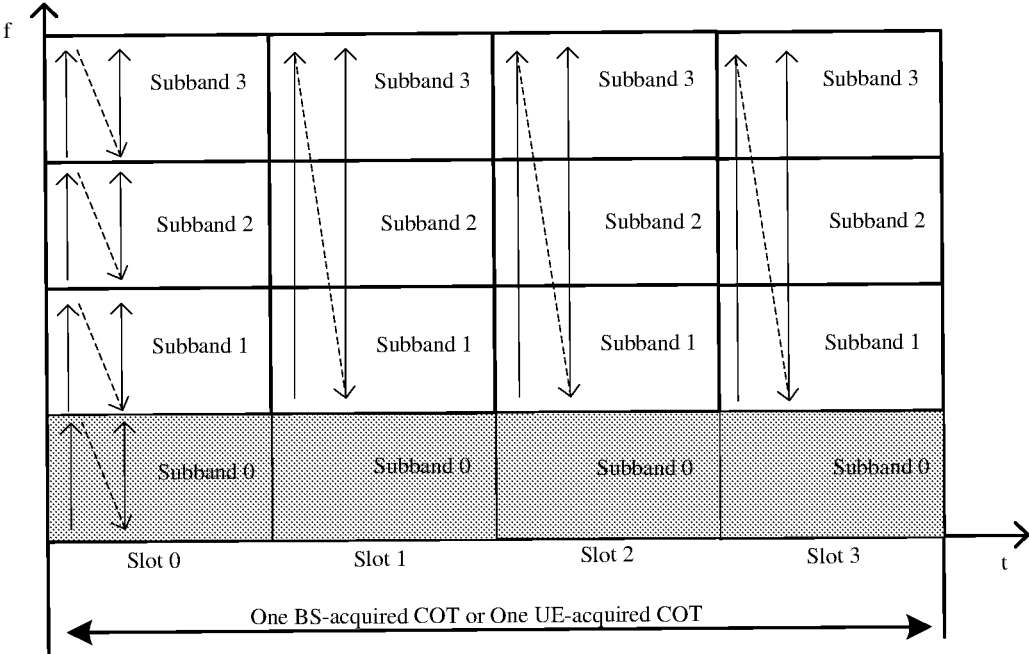 f
Subband 3 Subband 3 Subband 3 Subband 3
Subband 2 Subband 2 Subband 2 Subband 2
Subband 1 Subband 1 Subband 1 Subband 1
Subband 0 Subband 0 Subband 0 Subband 0
Slot 0 Slot 1 Slot 2 Slot 3 t
One BS-acquired COT or One UE-acquired COT